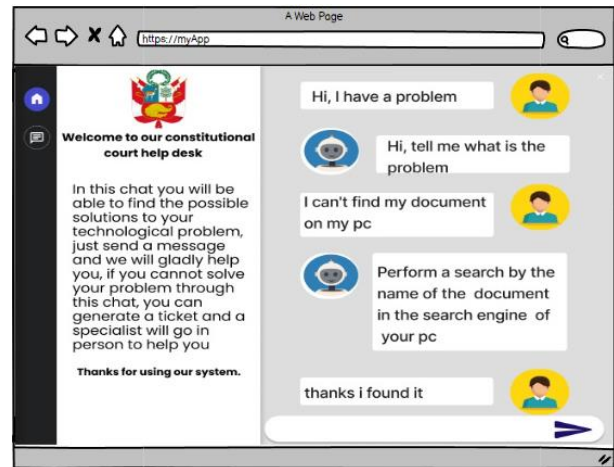 A Web Page
https://myApp
Welcome to our constitutional
court help desk
In this chat you will be
able to find the possible
solutions to your
technological problem,
just send a message
and we will gladly help
you, if you cannot solve
your problem through
this chat, you can
generate a ticket and a
specialist will go in
person to help you
Thanks for using our system.
Hi, I have a problem
Hi, tell me what is the
problem
I can't find my document
on my pc
Perform a search by the
name of the document
in the search engine of
your pc
thanks i found it